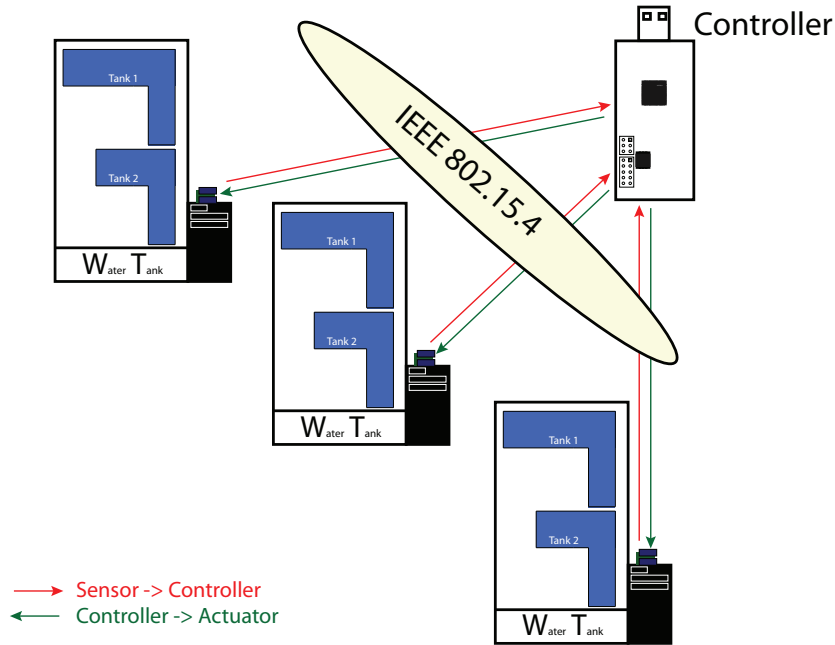 Controller
IEEE 802.15.4
Tank 1
Tank 2
Water Tank
Tank 1
Tank 2
Water Tank
Tank 1
Tank 2
Water Tank
Sensor -> Controller
Controller -> Actuator